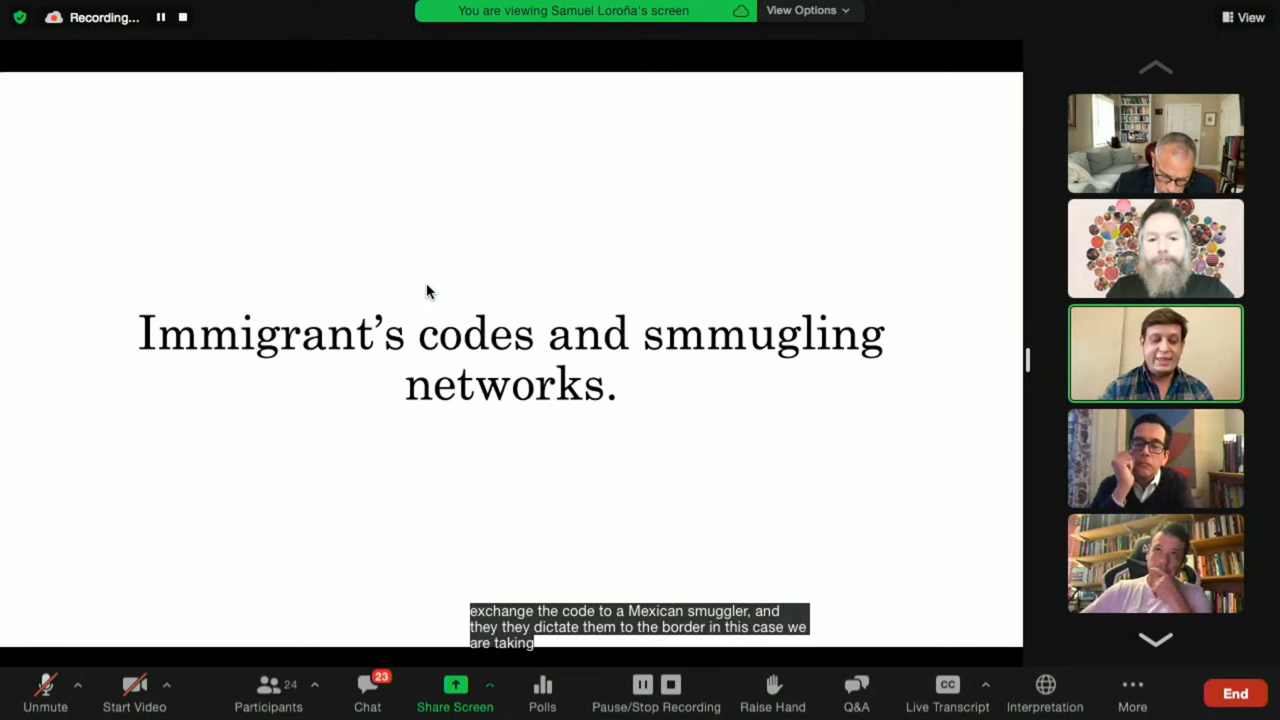 Recording...
You are viewing Samuel Loroña's screen
View Options
View
Immigrant's codes and smmugling
networks.
exchange the code to a Mexican smuggler, and
they they dictate them to the border in this case we
are taking
Unmute
Start Video
24
Participants
23
Chat
Share Screen
Polls
Pause/Stop Recording
Raise Hand
Q&A
CC
Live Transcript
Interpretation
More
End